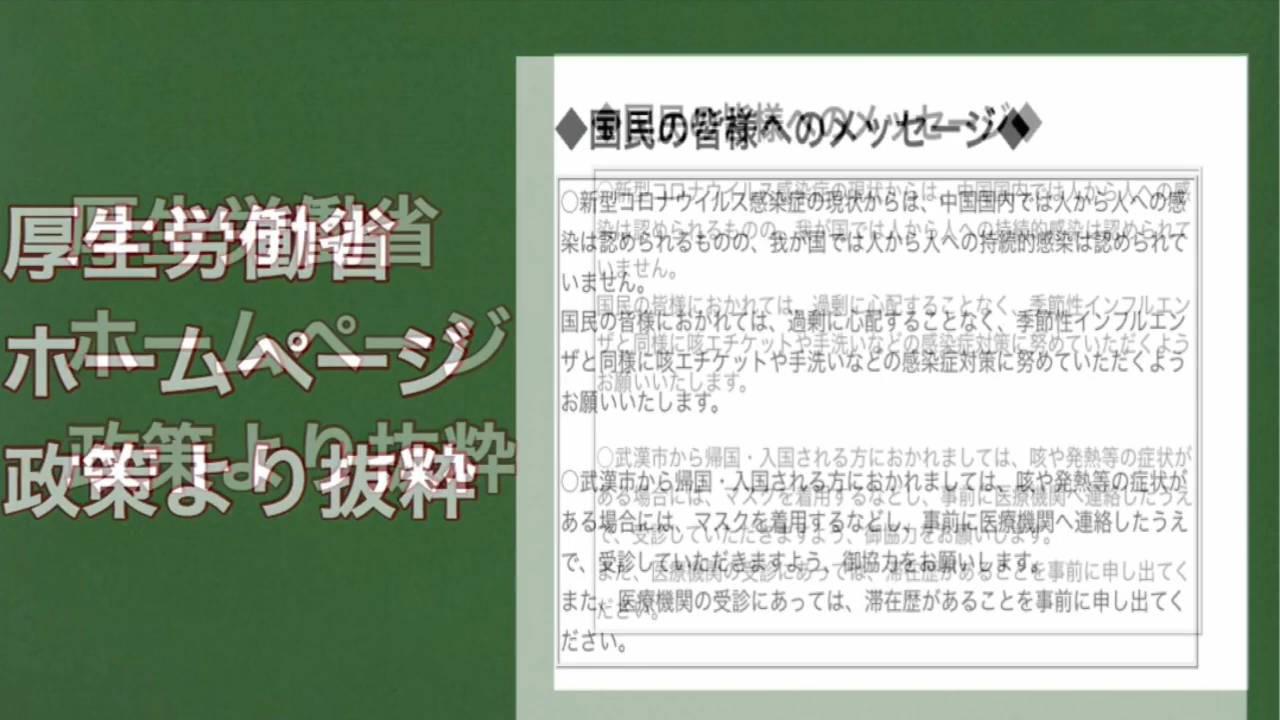 厚生労働省
ホームページ
政策より抜粋
◆国民の皆様へのメッセージ◆
○新型コロナウイルス感染症の現状からは、中国国内では人から人への感
染は認められるものの、我が国では人から人への持続的感染は認められて
いません。
国民の皆様におかれては、過剰に心配することなく、季節性インフルエン
ザと同様に咳エチケットや手洗いなどの感染症対策に努めていただくよう
お願いいたします。
○武漢市から帰国・入国される方におかれましては、咳や発熱等の症状が
ある場合には、マスクを着用するなどし、事前に医療機関へ連絡したうえ
で、受診していただきますよう、御協力をお願いします。
また、医療機関の受診にあっては、滞在歴があることを事前に申し出てく
ださい。